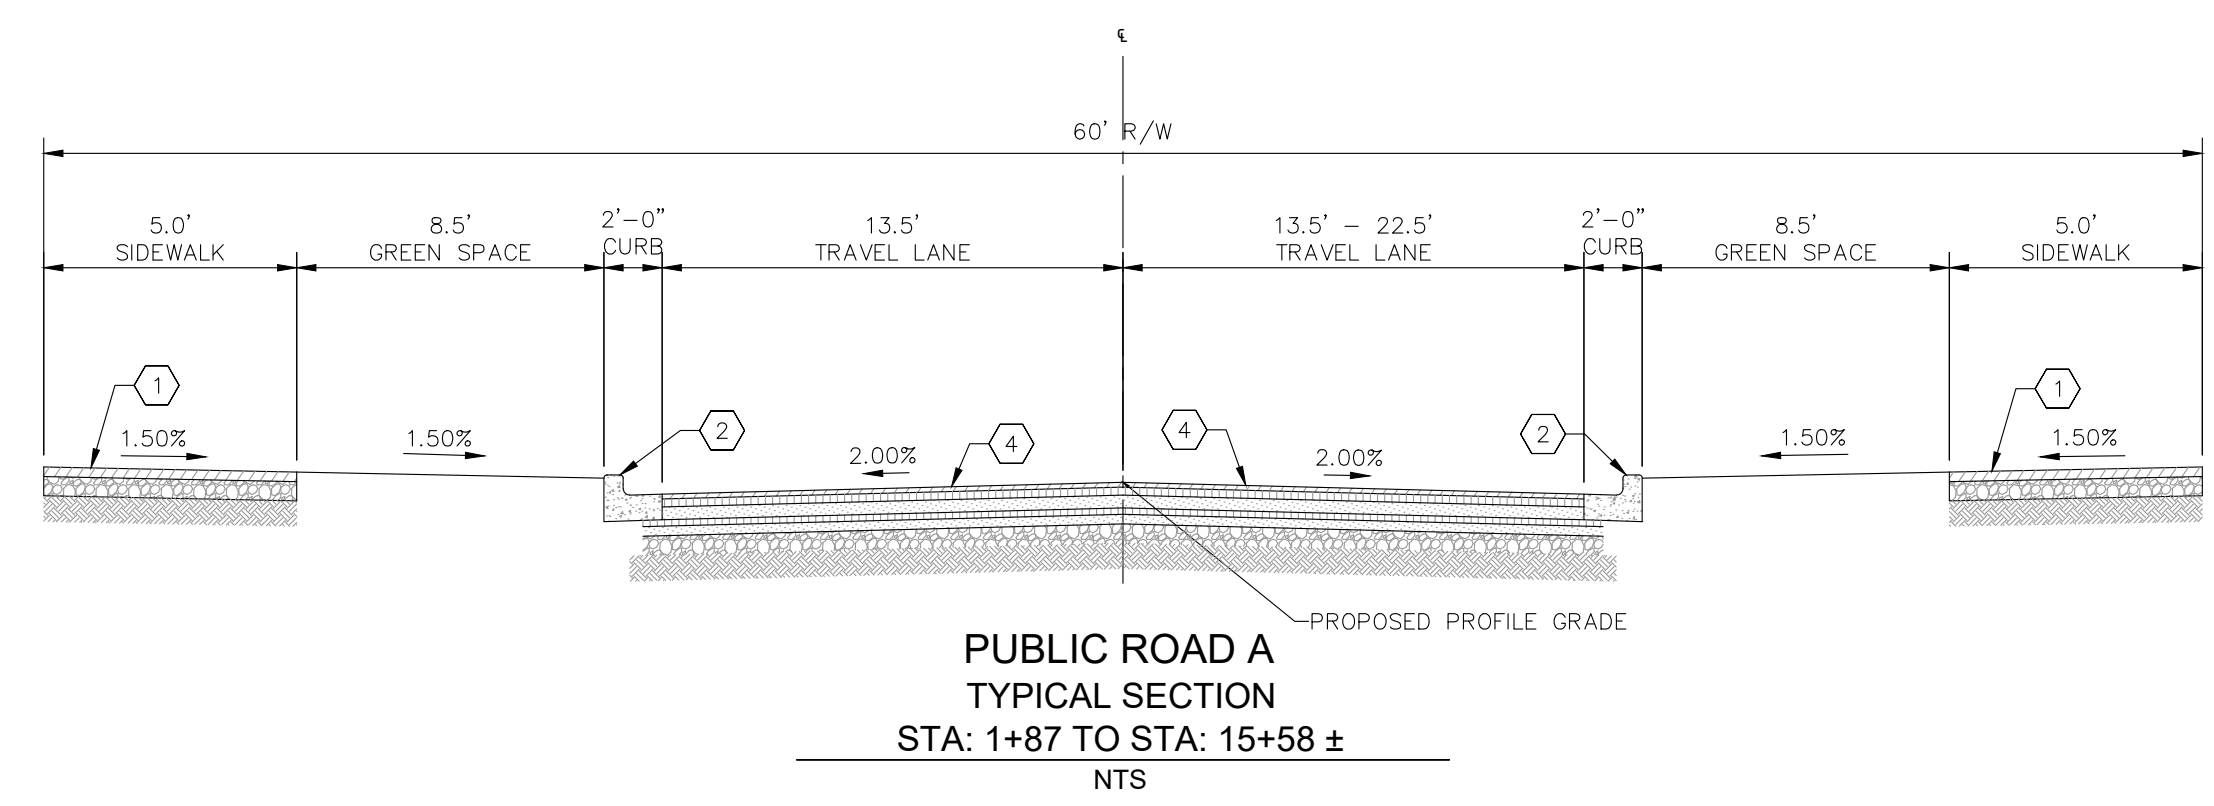 ℄
60' R/W
5.0'
SIDEWALK
8.5'
GREEN SPACE
2'-0"
CURB
13.5'
TRAVEL LANE
13.5' - 22.5'
TRAVEL LANE
2'-0"
CURB
8.5'
GREEN SPACE
5.0'
SIDEWALK
1
1.50%
1.50%
2
2.00%
4
4
2.00%
2
1.50%
1
1.50%
PROPOSED PROFILE GRADE
PUBLIC ROAD A
TYPICAL SECTION
STA: 1+87 TO STA: 15+58 ±
NTS